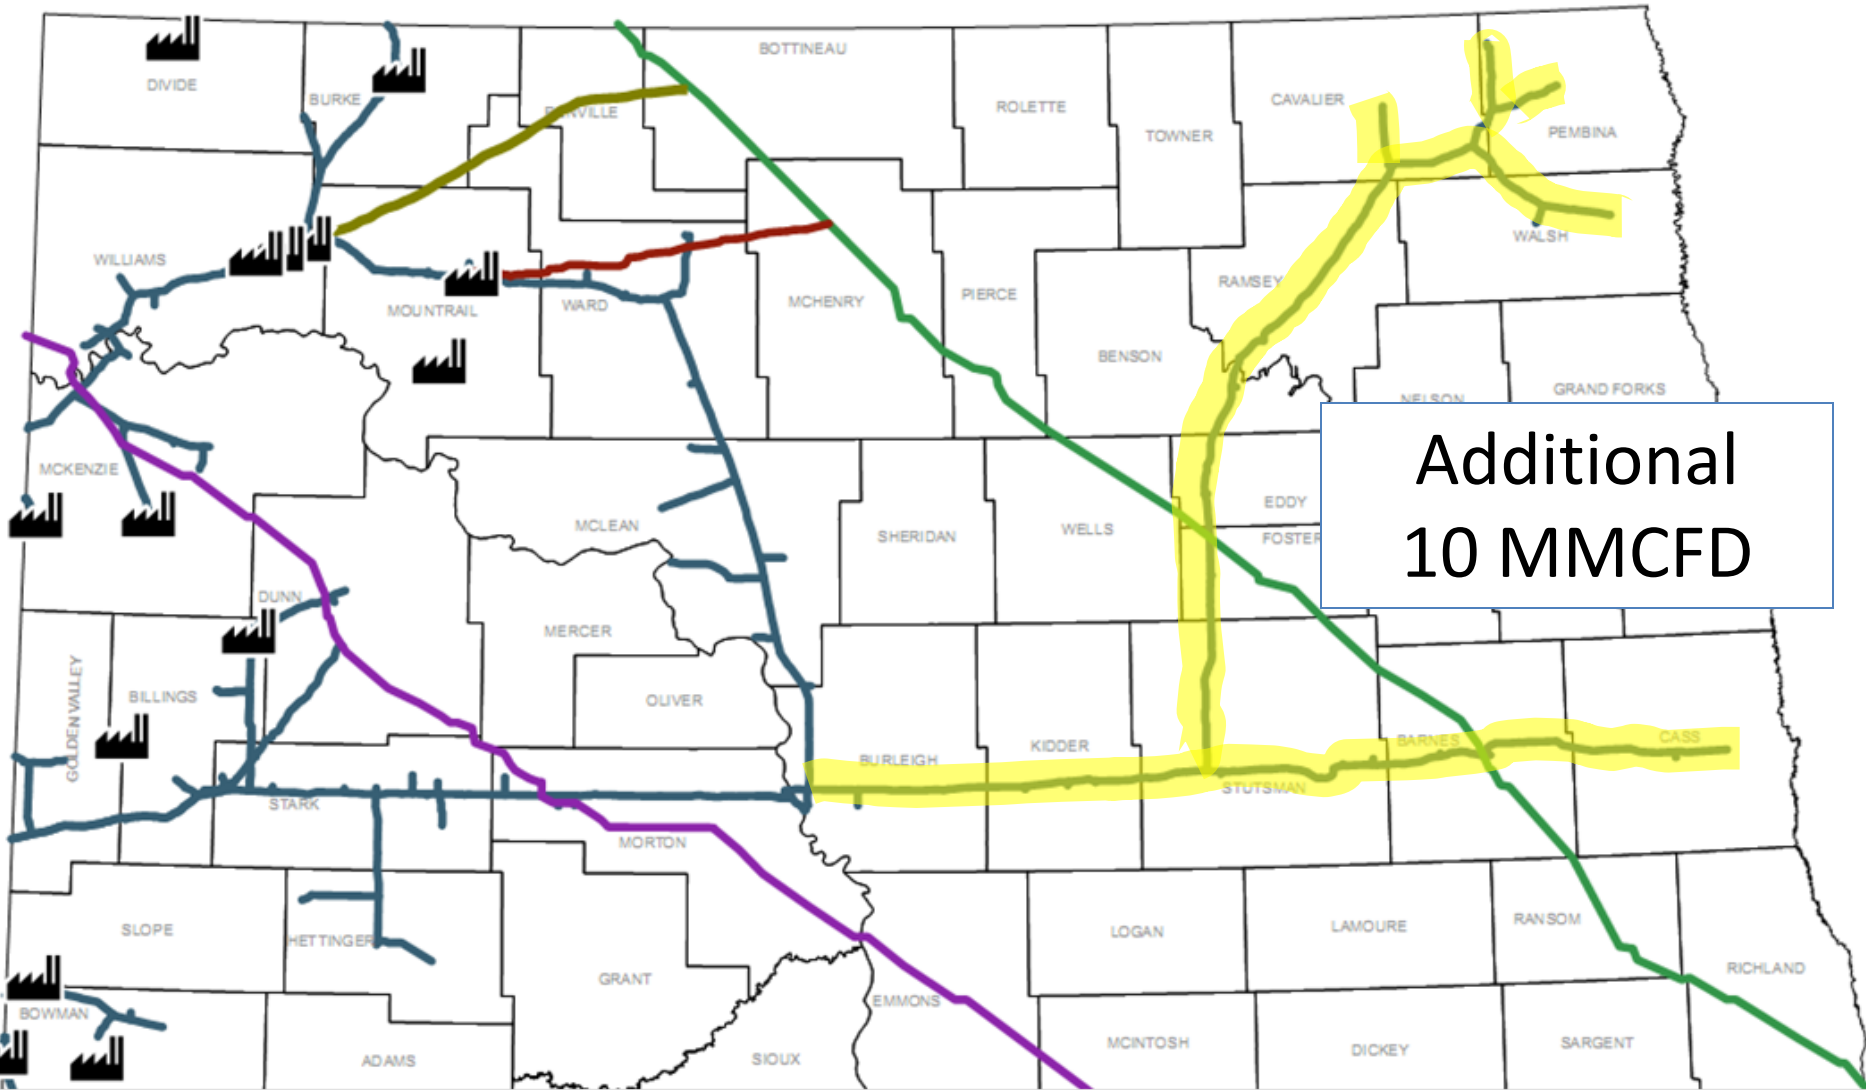 BOTTINEAU
DIVIDE
BURKE
ROLETTE
CAVALIER
TOWNER
PEMBINA
WALSH
WILLIAMS
MOUNTRAIL
WARD
MCHENRY
PIERCE
RAMSEY
BENSON
NELSON
GRAND FORKS
Additional
10 MMCFD
MCKENZIE
MCLEAN
SHERIDAN
WELLS
EDDY
FOSTER
DUNN
MERCER
GOLDEN VALLEY
BILLINGS
OLIVER
BURLEIGH
KIDDER
BARNES
CASS
STUTSMAN
STARK
MORTON
SLOPE
HETTINGER
GRANT
EMMONS
LOGAN
LAMOURE
RANSOM
RICHLAND
BOWMAN
ADAMS
SIOUX
MCINTOSH
DICKEY
SARGENT